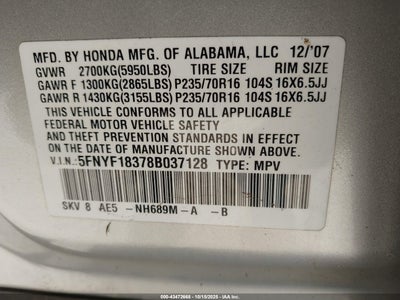 MFD. BY HONDA MFG. OF ALABAMA, LLC 12/'07
GVWR 2700KG(5950LBS) TIRE SIZE RIM SIZE
GAWR F 1300KG(2865LBS) P235/70R16 104S 16X6.5JJ
GAWR R 1430KG(3155LBS) P235/70R16 104S 16X6.5JJ
THIS VEHICLE CONFORMS TO ALL APPLICABLE
FEDERAL MOTOR VEHICLE SAFETY
AND THEFT PREVENTION STANDARDS IN EFFECT
ON THE DATE OF MANUFACTURE SHOWN ABOVE.
V.I.N:5FNYF18378B037128 TYPE: MPV
SKV 8 AE5 -NH689M-A -B
000-43472668 - 10/15/2025 - IAAI.COM